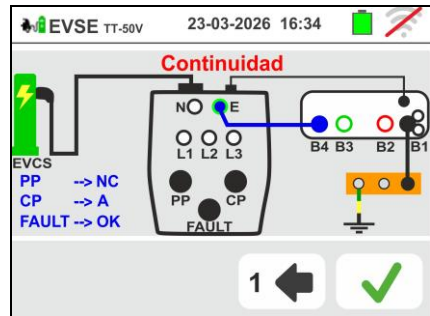 EVSE TT-50V 23-03-2026 16:34
Continuidad
N E
L1 L2 L3
B4 B3 B2 B1
EVCS
PP --> NC
CP --> A
FAULT --> OK
PP CP
FAULT
1